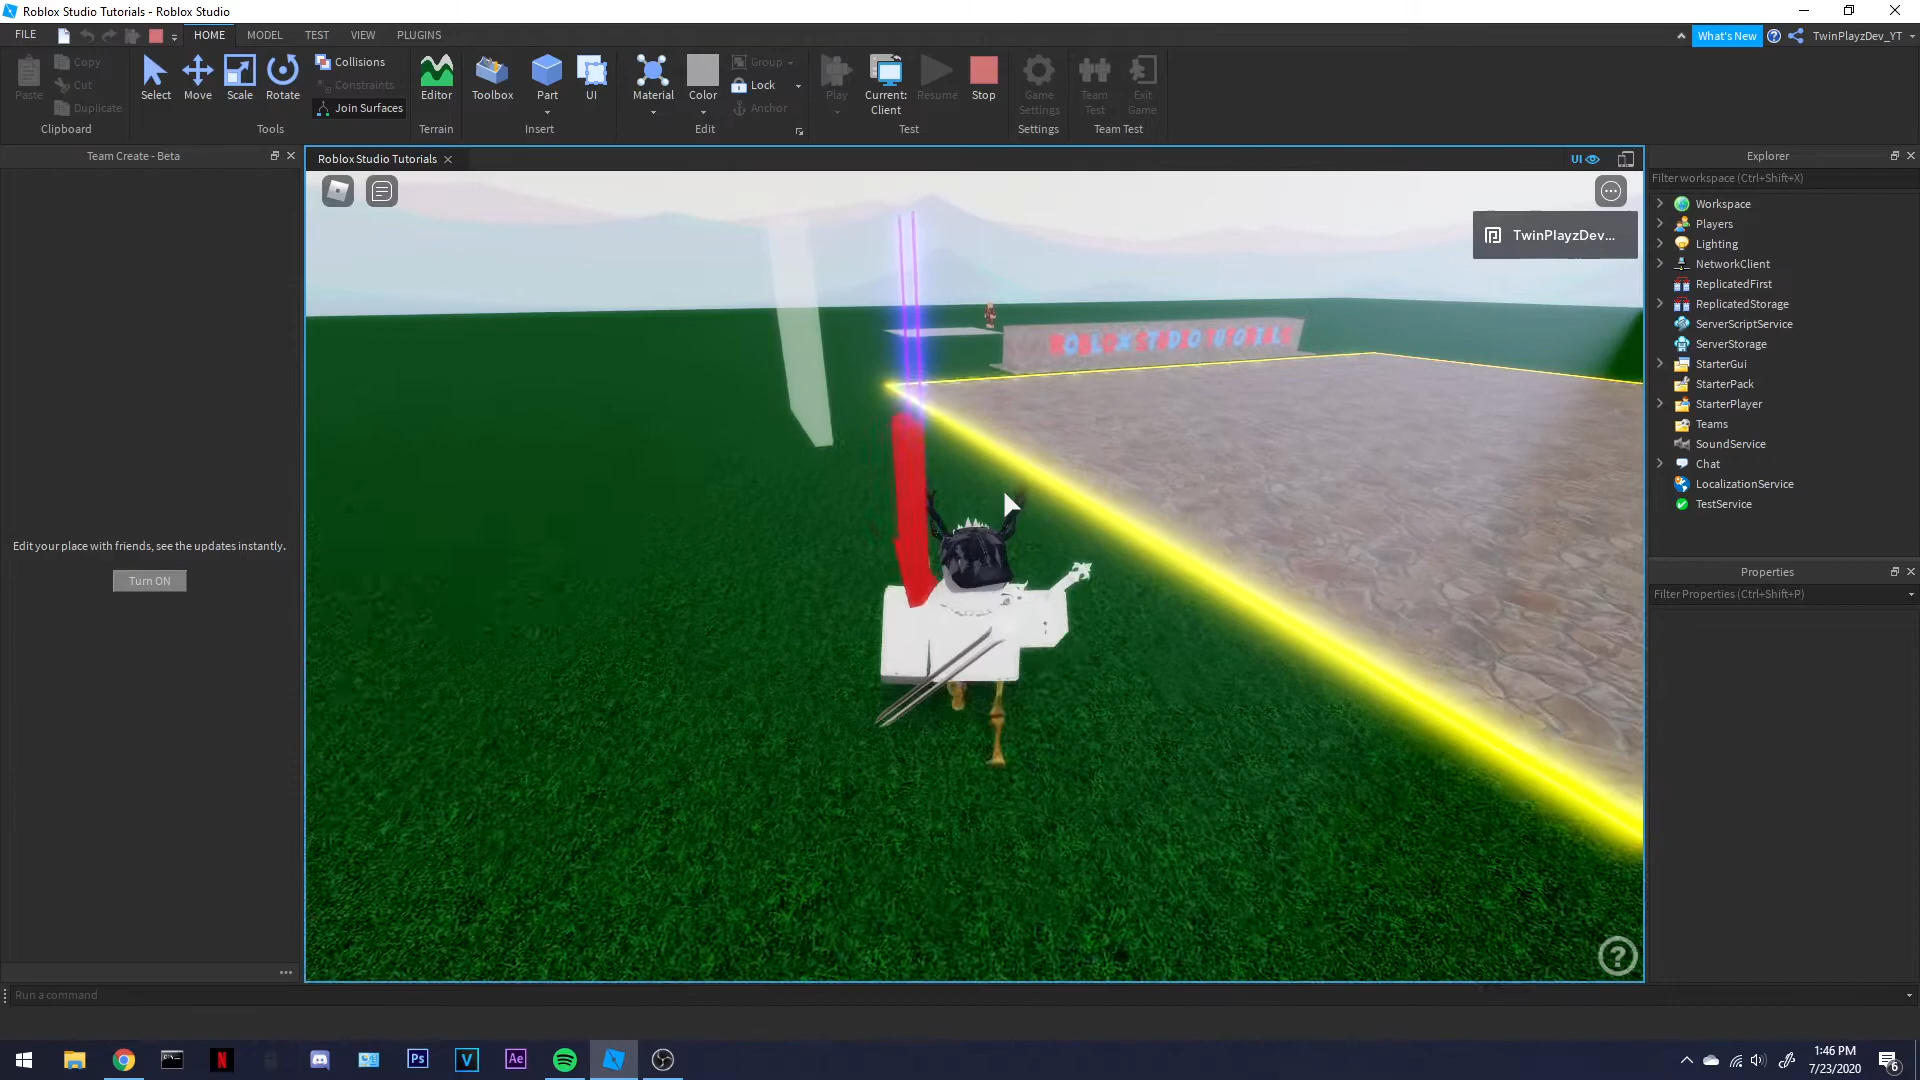 Roblox Studio Tutorials - Roblox Studio
FILE HOME MODEL TEST VIEW PLUGINS What's New TwinPlayzDev_YT
Paste Copy Cut Duplicate
Clipboard
Select Move Scale Rotate
Collisions
Constraints
Join Surfaces
Tools
Editor
Terrain
Toolbox Part UI
Insert
Material Color
Group
Lock
Anchor
Edit
Play Current: Client Resume Stop
Test
Game Settings
Settings
Team Test Exit Game
Team Test
Team Create - Beta
Edit your place with friends, see the updates instantly.
Turn ON
Roblox Studio Tutorials
UI
TwinPlayzDev...
Explorer
Filter workspace (Ctrl+Shift+X)
Workspace
Players
Lighting
NetworkClient
ReplicatedFirst
ReplicatedStorage
ServerScriptService
ServerStorage
StarterGui
StarterPack
StarterPlayer
Teams
SoundService
Chat
LocalizationService
TestService
Properties
Filter Properties (Ctrl+Shift+P)
?
Run a command
N Ps V Ae
1:46 PM
7/23/2020
6